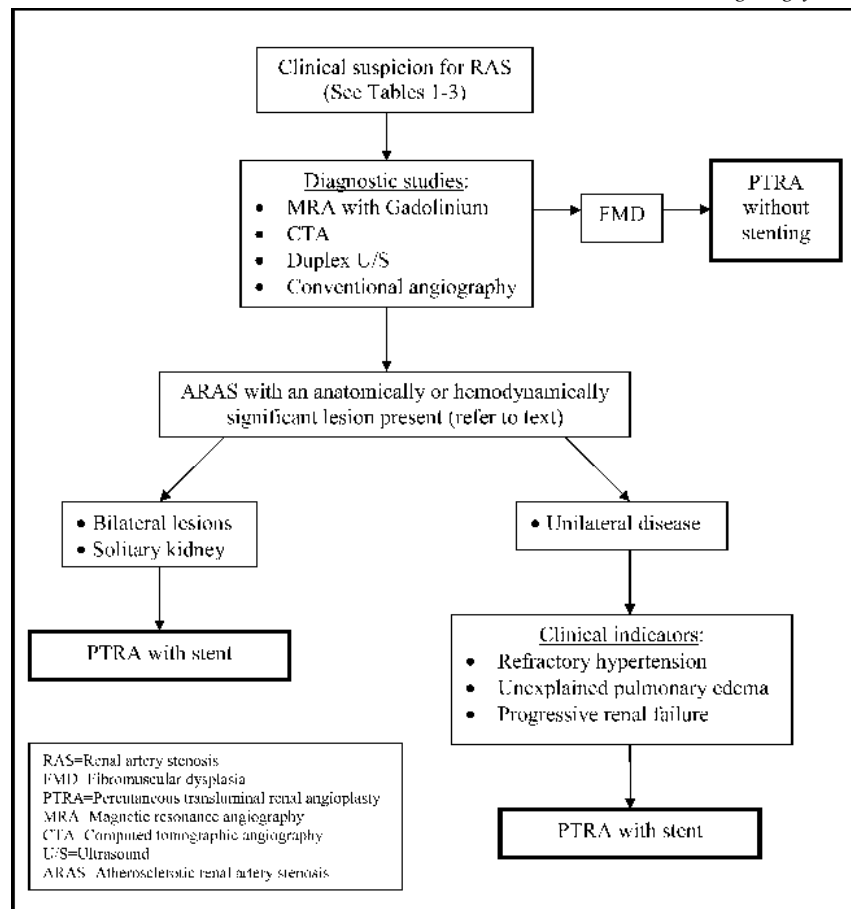 Clinical suspicion for RAS
(See Tables 1-3)
Diagnostic studies:
• MRA with Gadolinium
• CTA
• Duplex U/S
• Conventional angiography
FMD
PTRA
without
stenting
ARAS with an anatomically or hemodynamically
significant lesion present (refer to text)
• Bilateral lesions
• Solitary kidney
• Unilateral disease
PTRA with stent
Clinical indicators:
• Refractory hypertension
• Unexplained pulmonary edema
• Progressive renal failure
PTRA with stent
RAS=Renal artery stenosis
FMD=Fibromuscular dysplasia
PTRA=Percutaneous transluminal renal angioplasty
MRA=Magnetic resonance angiography
CTA=Computed tomographic angiography
U/S=Ultrasound
ARAS=Atherosclerotic renal artery stenosis